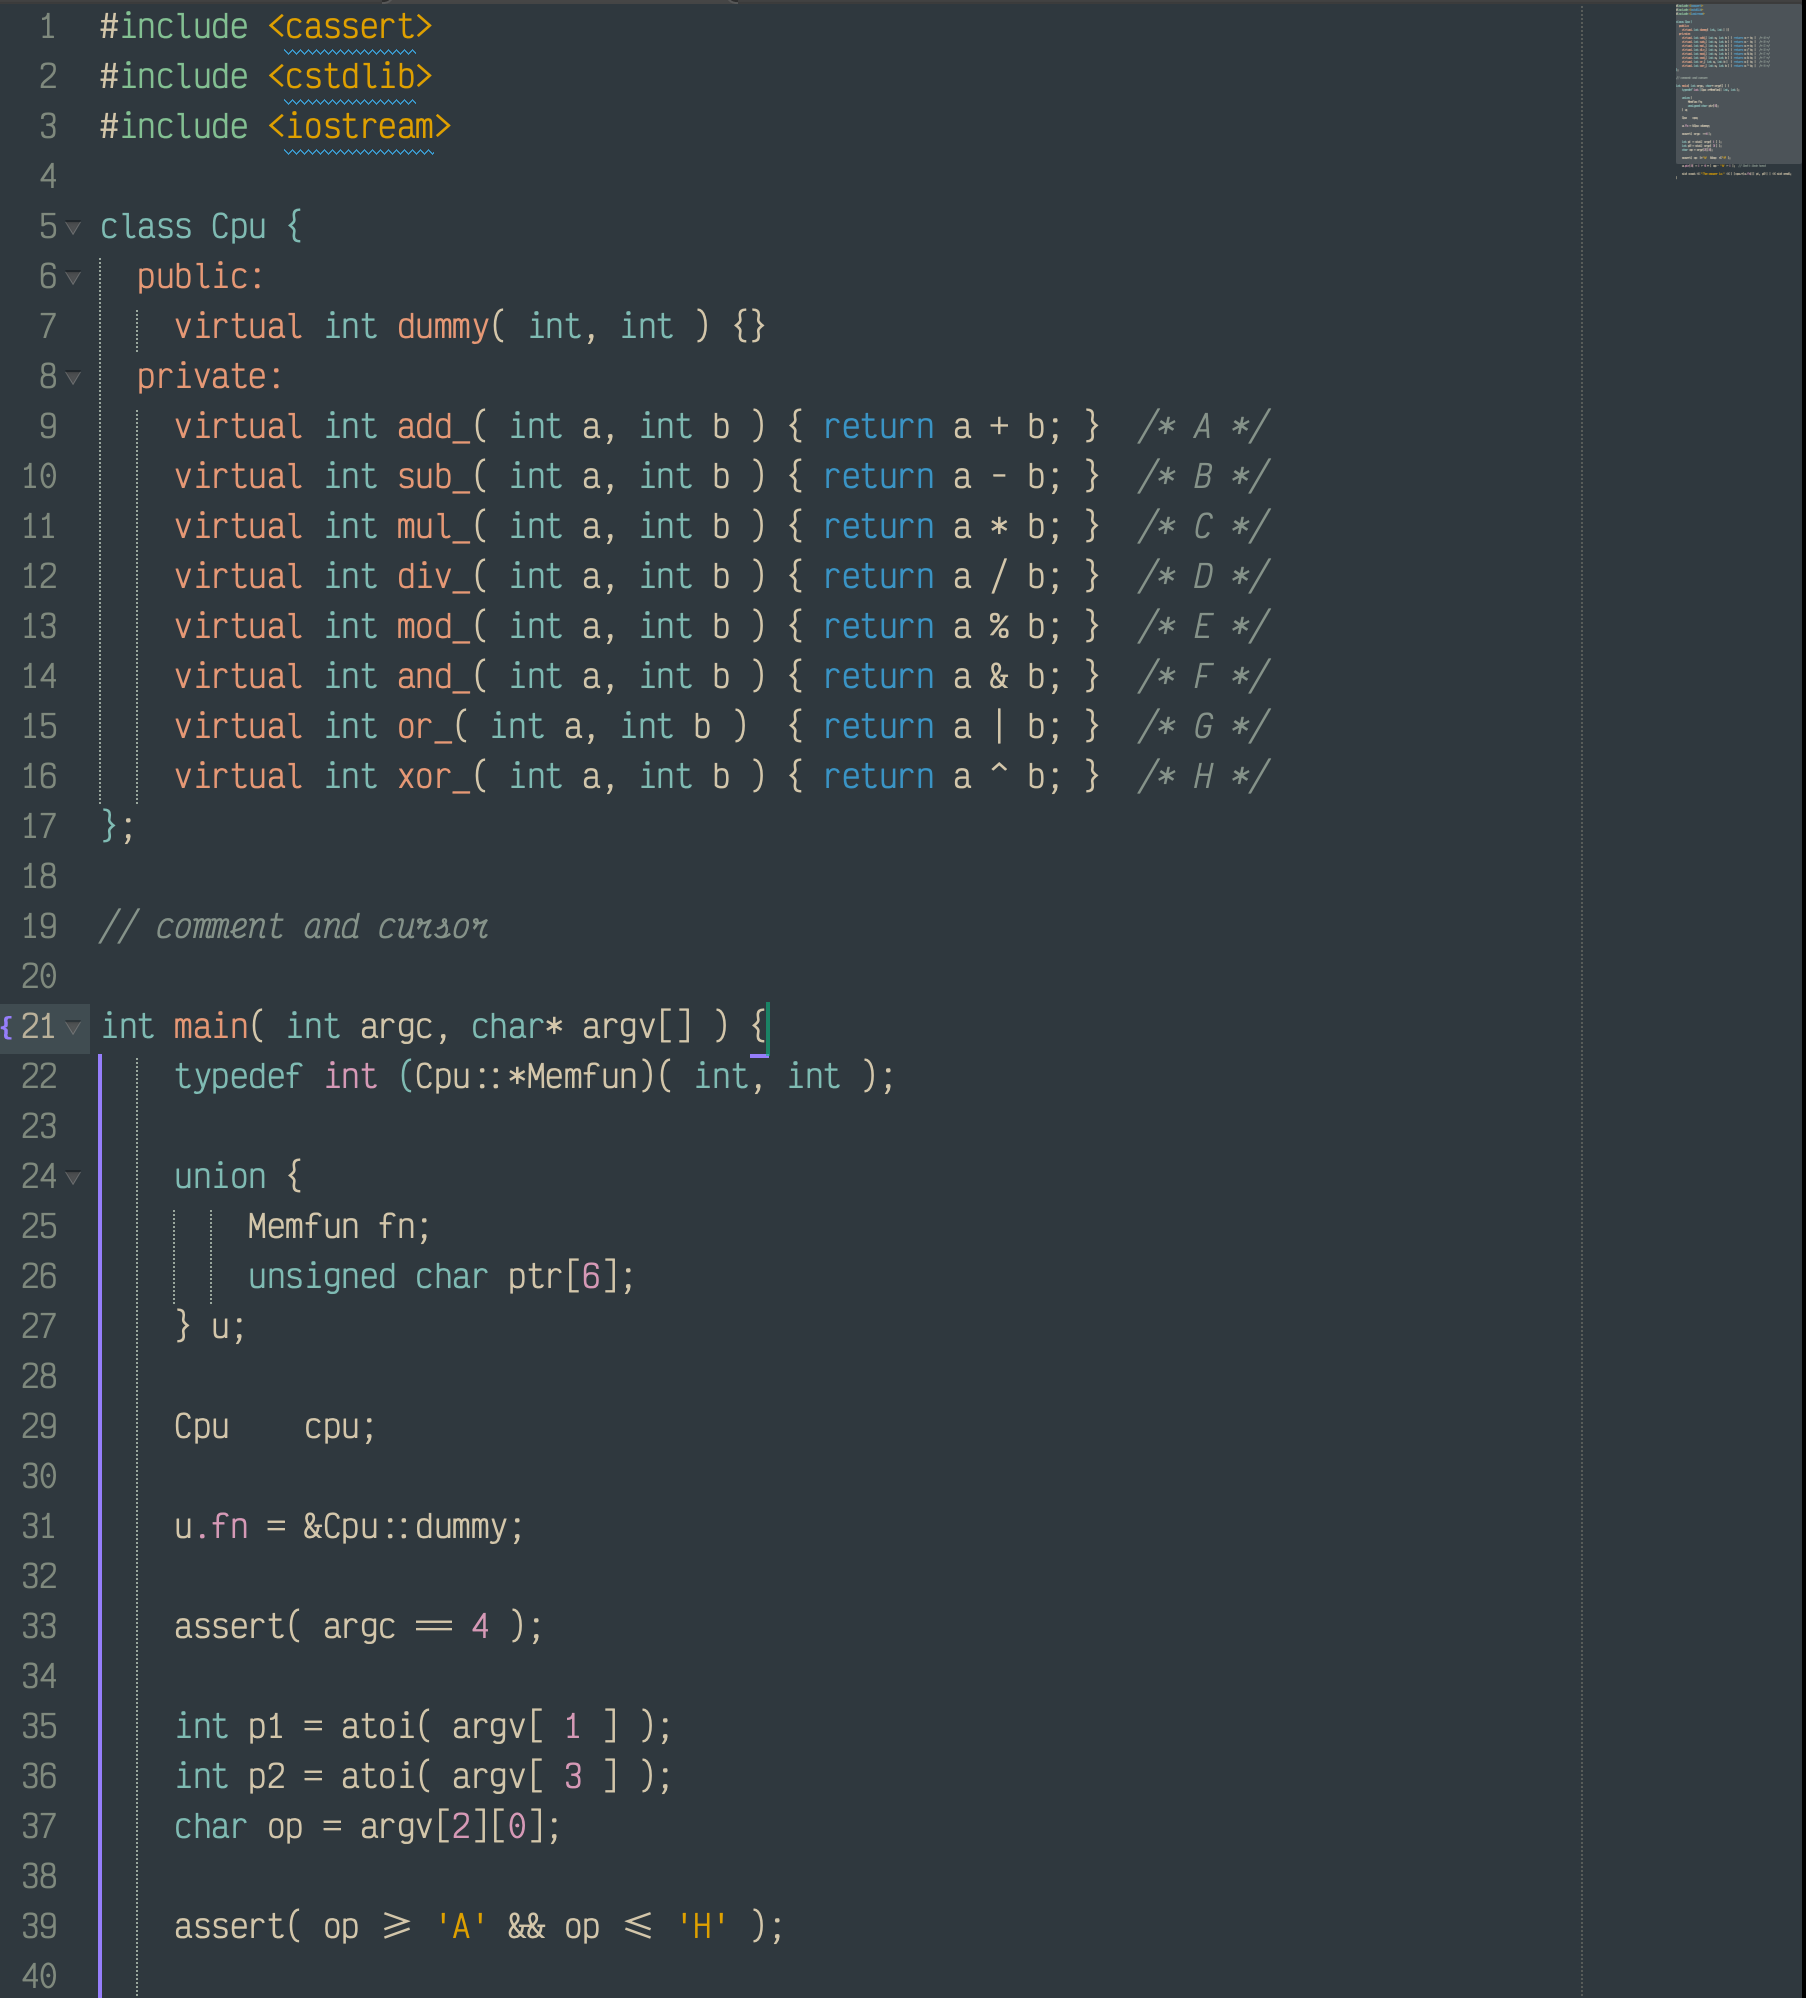 1 #include <cassert>
2 #include <cstdlib>
3 #include <iostream>
4
5 class Cpu {
6   public:
7     virtual int dummy( int, int ) {}
8   private:
9     virtual int add_( int a, int b ) { return a + b; }  /* A */
10     virtual int sub_( int a, int b ) { return a - b; }  /* B */
11     virtual int mul_( int a, int b ) { return a * b; }  /* C */
12     virtual int div_( int a, int b ) { return a / b; }  /* D */
13     virtual int mod_( int a, int b ) { return a % b; }  /* E */
14     virtual int and_( int a, int b ) { return a & b; }  /* F */
15     virtual int or_( int a, int b )  { return a | b; }  /* G */
16     virtual int xor_( int a, int b ) { return a ^ b; }  /* H */
17 };
18
19 // comment and cursor
20
{ 21 int main( int argc, char* argv[] ) {
22     typedef int (Cpu::*Memfun)( int, int );
23
24     union {
25         Memfun fn;
26         unsigned char ptr[6];
27     } u;
28
29     Cpu    cpu;
30
31     u.fn = &Cpu::dummy;
32
33     assert( argc == 4 );
34
35     int p1 = atoi( argv[ 1 ] );
36     int p2 = atoi( argv[ 3 ] );
37     char op = argv[2][0];
38
39     assert( op >= 'A' && op <= 'H' );
40